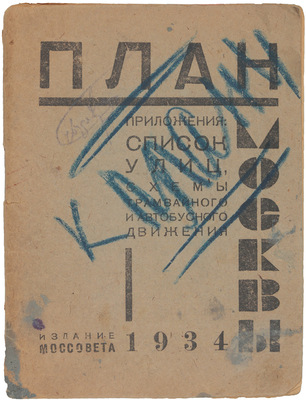 ПЛАН
МОСКВЫ
ПРИЛОЖЕНИЯ:
СПИСОК
УЛИЦ,
СХЕМЫ
ТРАМВАЙНОГО
И АВТОБУСНОГО
ДВИЖЕНИЯ
ИЗДАНИЕ
МОССОВЕТА
1934